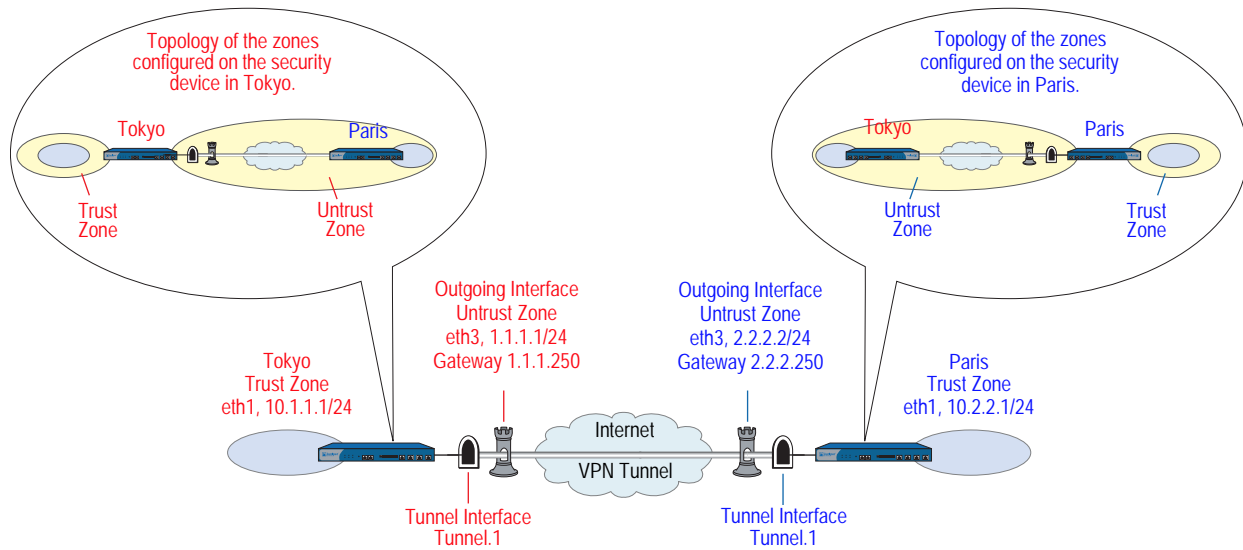 Topology of the zones
configured on the security
device in Tokyo.
Tokyo
Paris
Trust
Zone
Untrust
Zone
Topology of the zones
configured on the security
device in Paris.
Tokyo
Paris
Untrust
Zone
Trust
Zone
Outgoing Interface
Untrust Zone
eth3, 1.1.1.1/24
Gateway 1.1.1.250
Outgoing Interface
Untrust Zone
eth3, 2.2.2.2/24
Gateway 2.2.2.250
Tokyo
Trust Zone
eth1, 10.1.1.1/24
Paris
Trust Zone
eth1, 10.2.2.1/24
Internet
VPN Tunnel
Tunnel Interface
Tunnel.1
Tunnel Interface
Tunnel.1